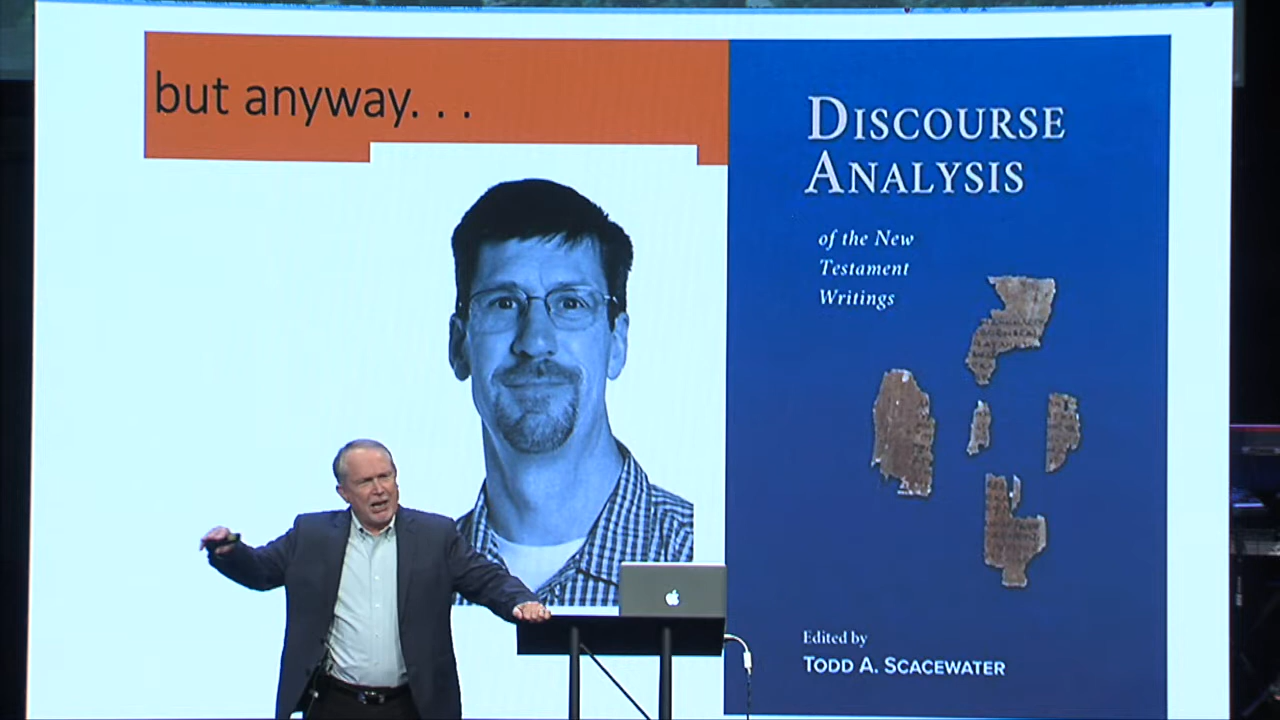 but anyway. . .
DISCOURSE
ANALYSIS
of the New
Testament
Writings
Edited by
TODD A. SCACEWATER